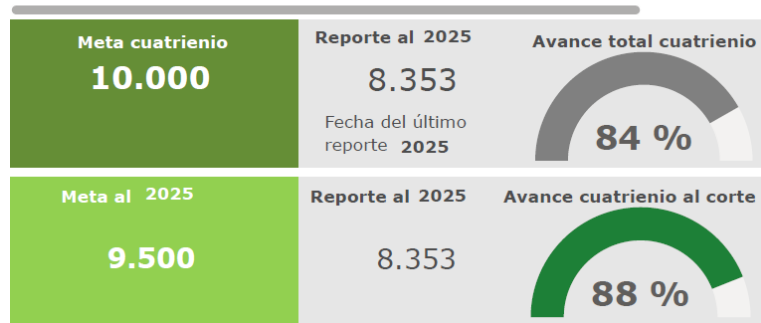 Meta cuatrienio
10.000
Reporte al 2025
8.353
Fecha del último
reporte 2025
Avance total cuatrienio
84 %
Meta al 2025
9.500
Reporte al 2025
8.353
Avance cuatrienio al corte
88 %